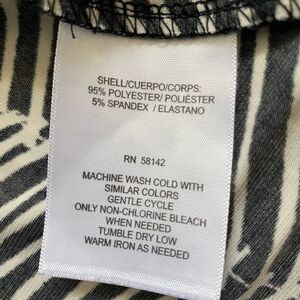 SHELL/CUERPO/CORPS:
95% POLYESTER/ POLIÉSTER
5% SPANDEX / ELASTANO
RN 58142
MACHINE WASH COLD WITH
SIMILAR COLORS
GENTLE CYCLE
ONLY NON-CHLORINE BLEACH
WHEN NEEDED
TUMBLE DRY LOW
WARM IRON AS NEEDED